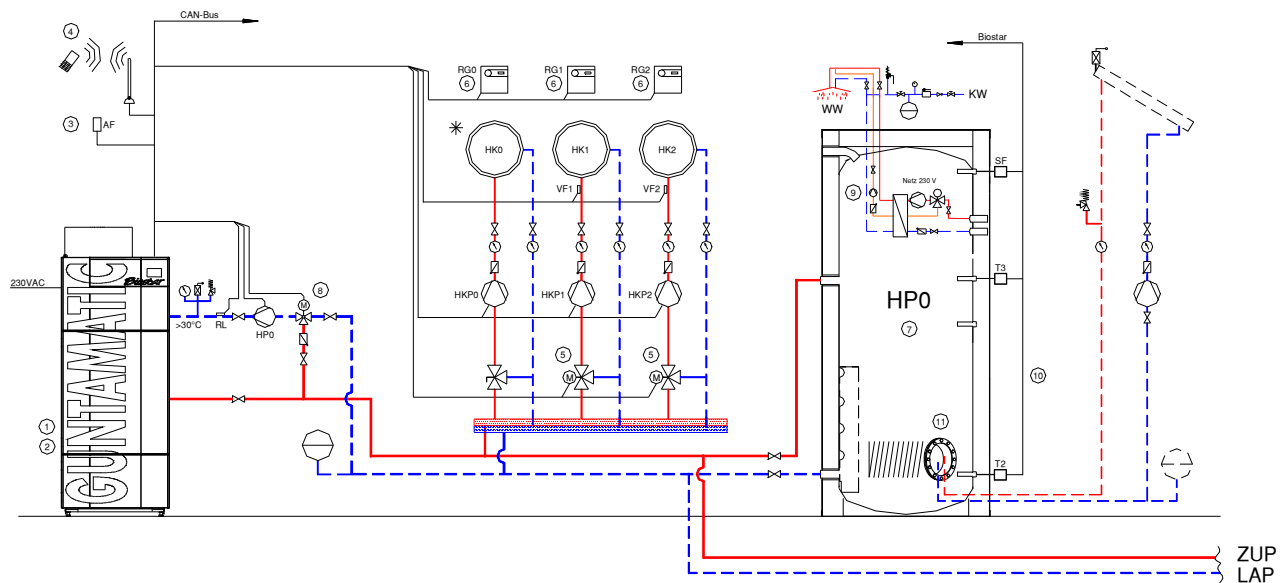 CAN-Bus
4
3
AF
RG0
RG1
RG2
6
6
6
HK0
HK1
HK2
VF1
VF2
HKP0
HKP1
HKP2
5
5
M
M
230VAC
GUNTAMATIC
Biostar
1
2
>30°C
RL
HP0
M
8
Biostar
WW
KW
9
Netz 230 V
SF
T3
HP0
7
10
11
T2
ZUP
LAP